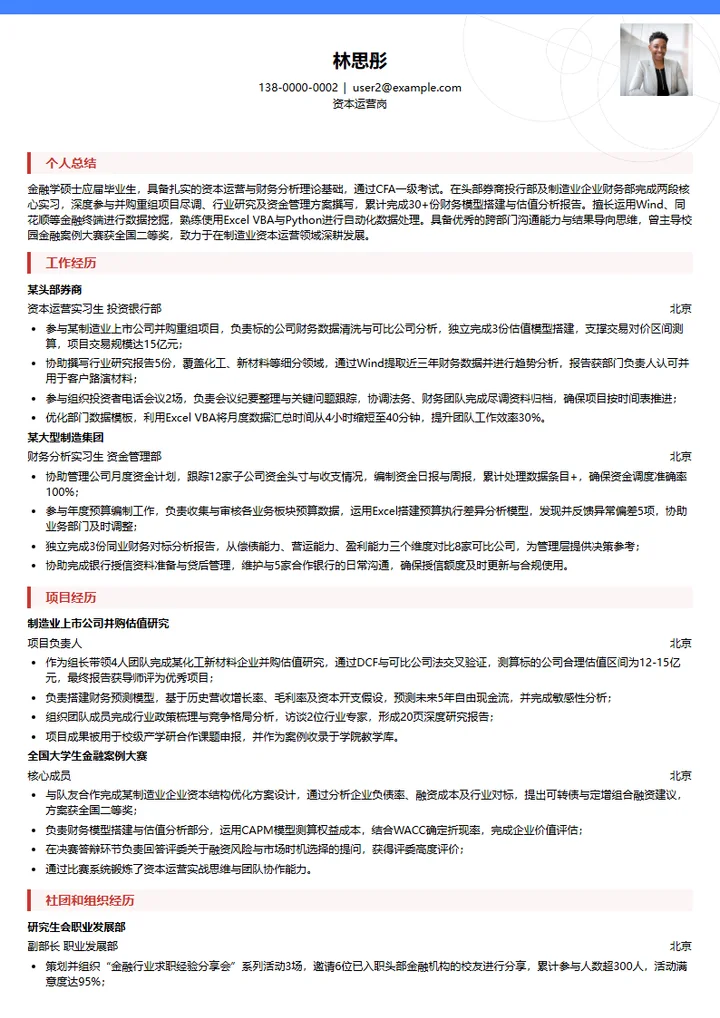 林思彤
138-0000-0002 | user2@example.com
资本运营岗
个人总结
金融学硕士应届毕业生，具备扎实的资本运营与财务分析理论基础，通过CFA一级考试。在头部券商投行部及制造业企业财务部完成两段核
心实习，深度参与并购重组项目尽调、行业研究及资金管理方案撰写，累计完成30+份财务模型搭建与估值分析报告。擅长运用Wind、同
花顺等金融终端进行数据挖掘，熟练使用Excel VBA与Python进行自动化数据处理。具备优秀的跨部门沟通能力与结果导向思维，曾主导校
园金融案例大赛获全国二等奖，致力于在制造业资本运营领域深耕发展。
工作经历
某头部券商
资本运营实习生 投资银行部 北京
• 参与某制造业上市公司并购重组项目，负责标的公司财务数据清洗与可比公司分析，独立完成3份估值模型搭建，支撑交易对价区间测
算，项目交易规模达15亿元；
• 协助撰写行业研究报告5份，覆盖化工、新材料等细分领域，通过Wind提取近三年财务数据并进行趋势分析，报告获部门负责人认可并
用于客户路演材料；
• 参与组织投资者电话会议2场，负责会议纪要整理与关键问题跟踪，协调法务、财务团队完成尽调资料归档，确保项目按时间表推进；
• 优化部门数据模板，利用Excel VBA将月度数据汇总时间从4小时缩短至40分钟，提升团队工作效率30%。
某大型制造集团
财务分析实习生 资金管理部 北京
• 协助管理公司月度资金计划，跟踪12家子公司资金头寸与收支情况，编制资金日报与周报，累计处理数据条目+，确保资金调度准确率
100%；
• 参与年度预算编制工作，负责收集与审核各业务板块预算数据，运用Excel搭建预算执行差异分析模型，发现并反馈异常偏差5项，协助
业务部门及时调整；
• 独立完成3份同业财务对标分析报告，从偿债能力、营运能力、盈利能力三个维度对比8家可比公司，为管理层提供决策参考；
• 协助完成银行授信资料准备与贷后管理，维护与5家合作银行的日常沟通，确保授信额度及时更新与合规使用。
项目经历
制造业上市公司并购估值研究
项目负责人 北京
• 作为组长带领4人团队完成某化工新材料企业并购估值研究，通过DCF与可比公司法交叉验证，测算标的公司合理估值区间为12-15亿
元，最终报告获导师评为优秀项目；
• 负责搭建财务预测模型，基于历史营收增长率、毛利率及资本开支假设，预测未来5年自由现金流，并完成敏感性分析；
• 组织团队成员完成行业政策梳理与竞争格局分析，访谈2位行业专家，形成20页深度研究报告；
• 项目成果被用于校级产学研合作课题申报，并作为案例收录于学院教学库。
全国大学生金融案例大赛
核心成员 北京
• 与队友合作完成某制造业企业资本结构优化方案设计，通过分析企业负债率、融资成本及行业对标，提出可转债与定增组合融资建议，
方案获全国二等奖；
• 负责财务模型搭建与估值分析部分，运用CAPM模型测算权益成本，结合WACC确定折现率，完成企业价值评估；
• 在决赛答辩环节负责回答评委关于融资风险与市场时机选择的提问，获得评委高度评价；
• 通过比赛系统锻炼了资本运营实战思维与团队协作能力。
社团和组织经历
研究生会职业发展部
副部长 职业发展部 北京
• 策划并组织“金融行业求职经验分享会”系列活动3场，邀请6位已入职头部金融机构的校友进行分享，累计参与人数超300人，活动满
意度达95%；